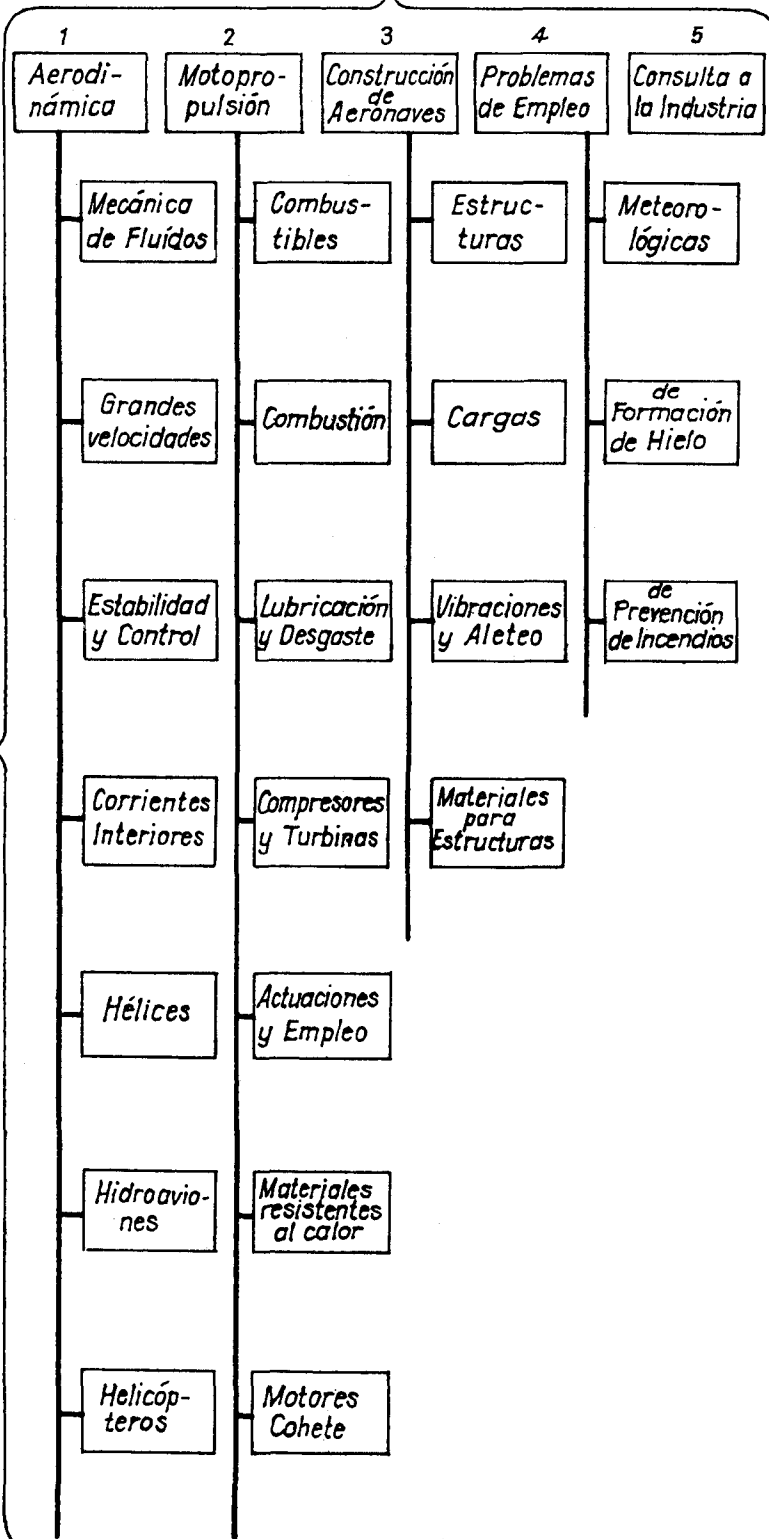 1
2
3
4
5
Aerodi-
námica
Motopro-
pulsión
Construcción
de
Aeronaves
Problemas
de Empleo
Consulta a
la Industria
Mecánica
de Fluídos
Combus-
tibles
Estruc-
turas
Meteoro-
lógicas
Grandes
velocidades
Combustión
Cargas
de
Formación
de Hielo
Estabilidad
y Control
Lubricación
y Desgaste
Vibraciones
y Aleteo
de
Prevención
de Incendios
Corrientes
Interiores
Compresores
y Turbinas
Materiales
para
Estructuras
Hélices
Actuaciones
y Empleo
Hidroavio-
nes
Materiales
resistentes
al calor
Helicóp-
teros
Motores
Cohete